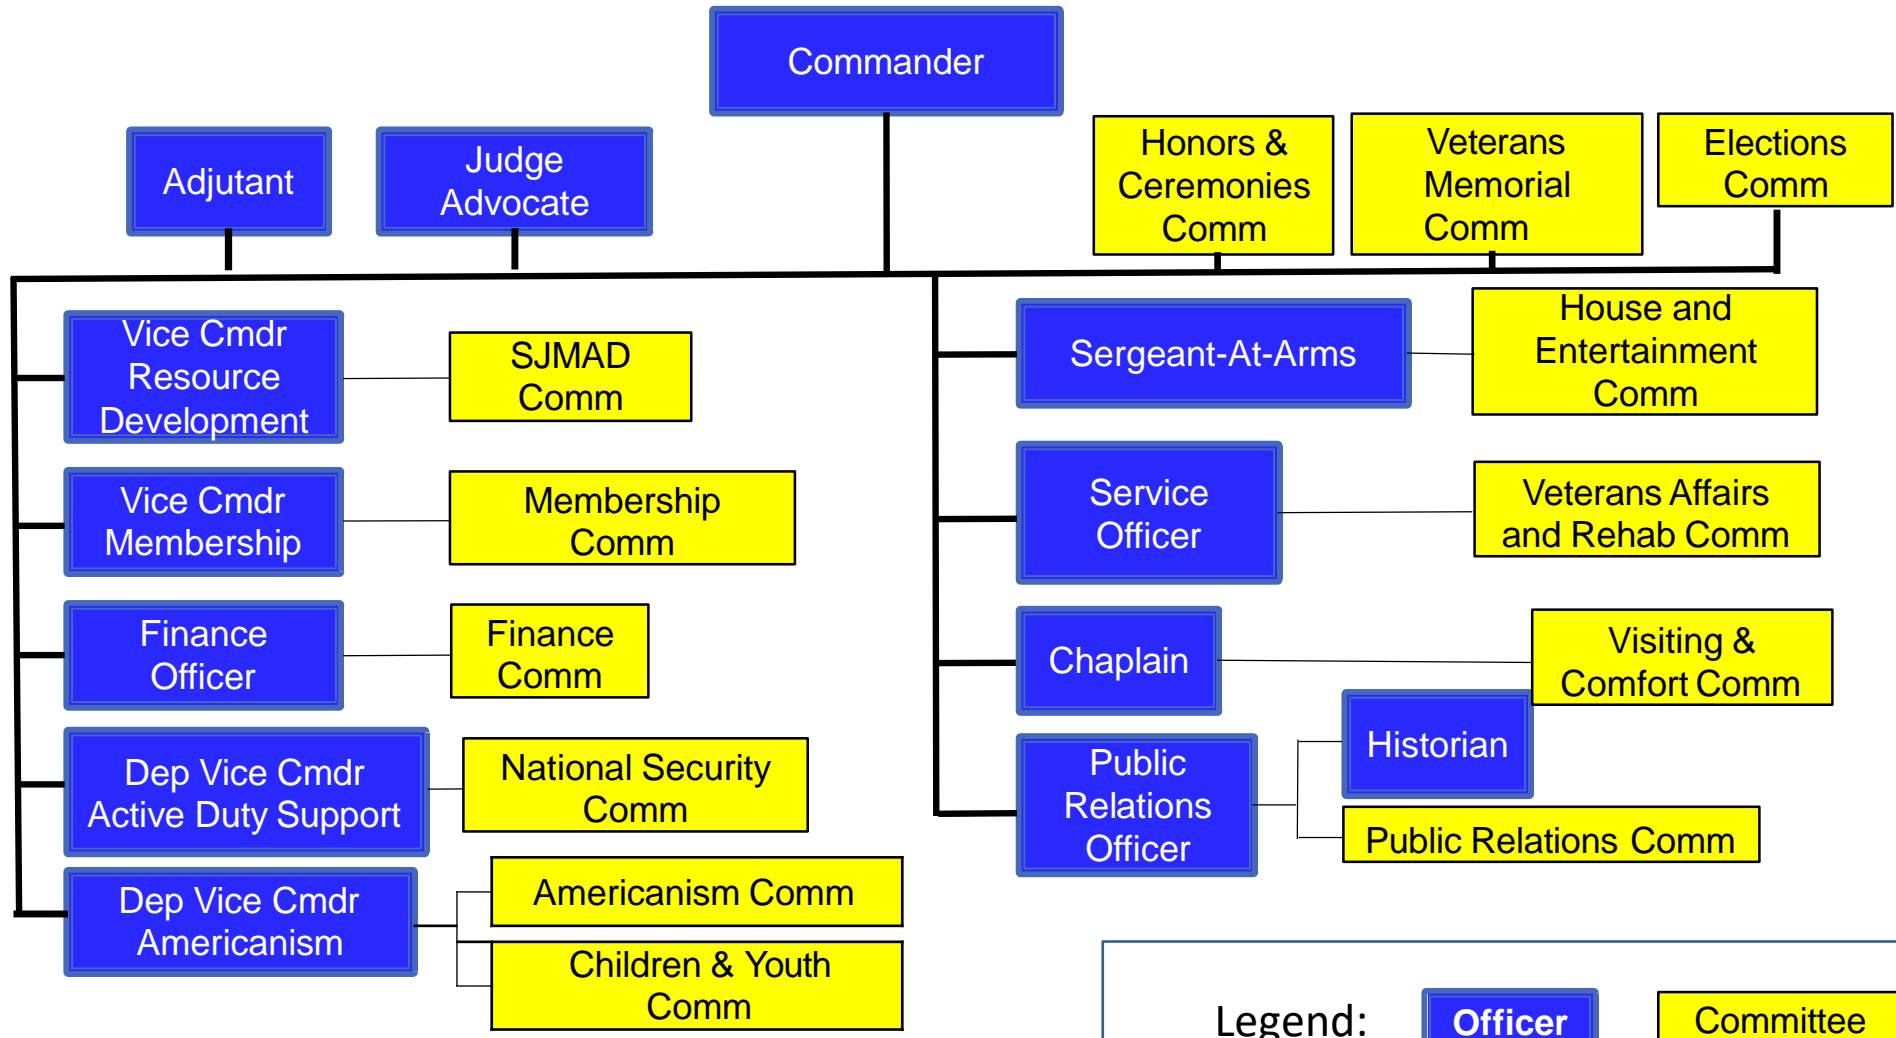 Commander
Adjutant
Judge
Advocate
Honors &
Ceremonies
Comm
Veterans
Memorial
Comm
Elections
Comm
Vice Cmdr
Resource
Development
SJMAD
Comm
Vice Cmdr
Membership
Membership
Comm
Finance
Officer
Finance
Comm
Dep Vice Cmdr
Active Duty Support
National Security
Comm
Dep Vice Cmdr
Americanism
Americanism Comm
Children & Youth
Comm
Sergeant-At-Arms
House and
Entertainment
Comm
Service
Officer
Veterans Affairs
and Rehab Comm
Chaplain
Visiting &
Comfort Comm
Public
Relations
Officer
Historian
Public Relations Comm
Legend:
Officer
Committee